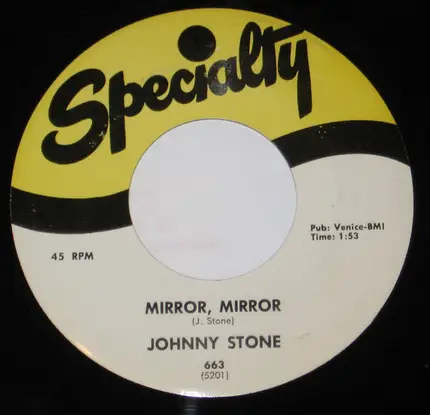 Specialty
45 RPM
Pub: Venice-BMI
Time: 1:53
MIRROR, MIRROR
(J. Stone)
JOHNNY STONE
663
(5201)